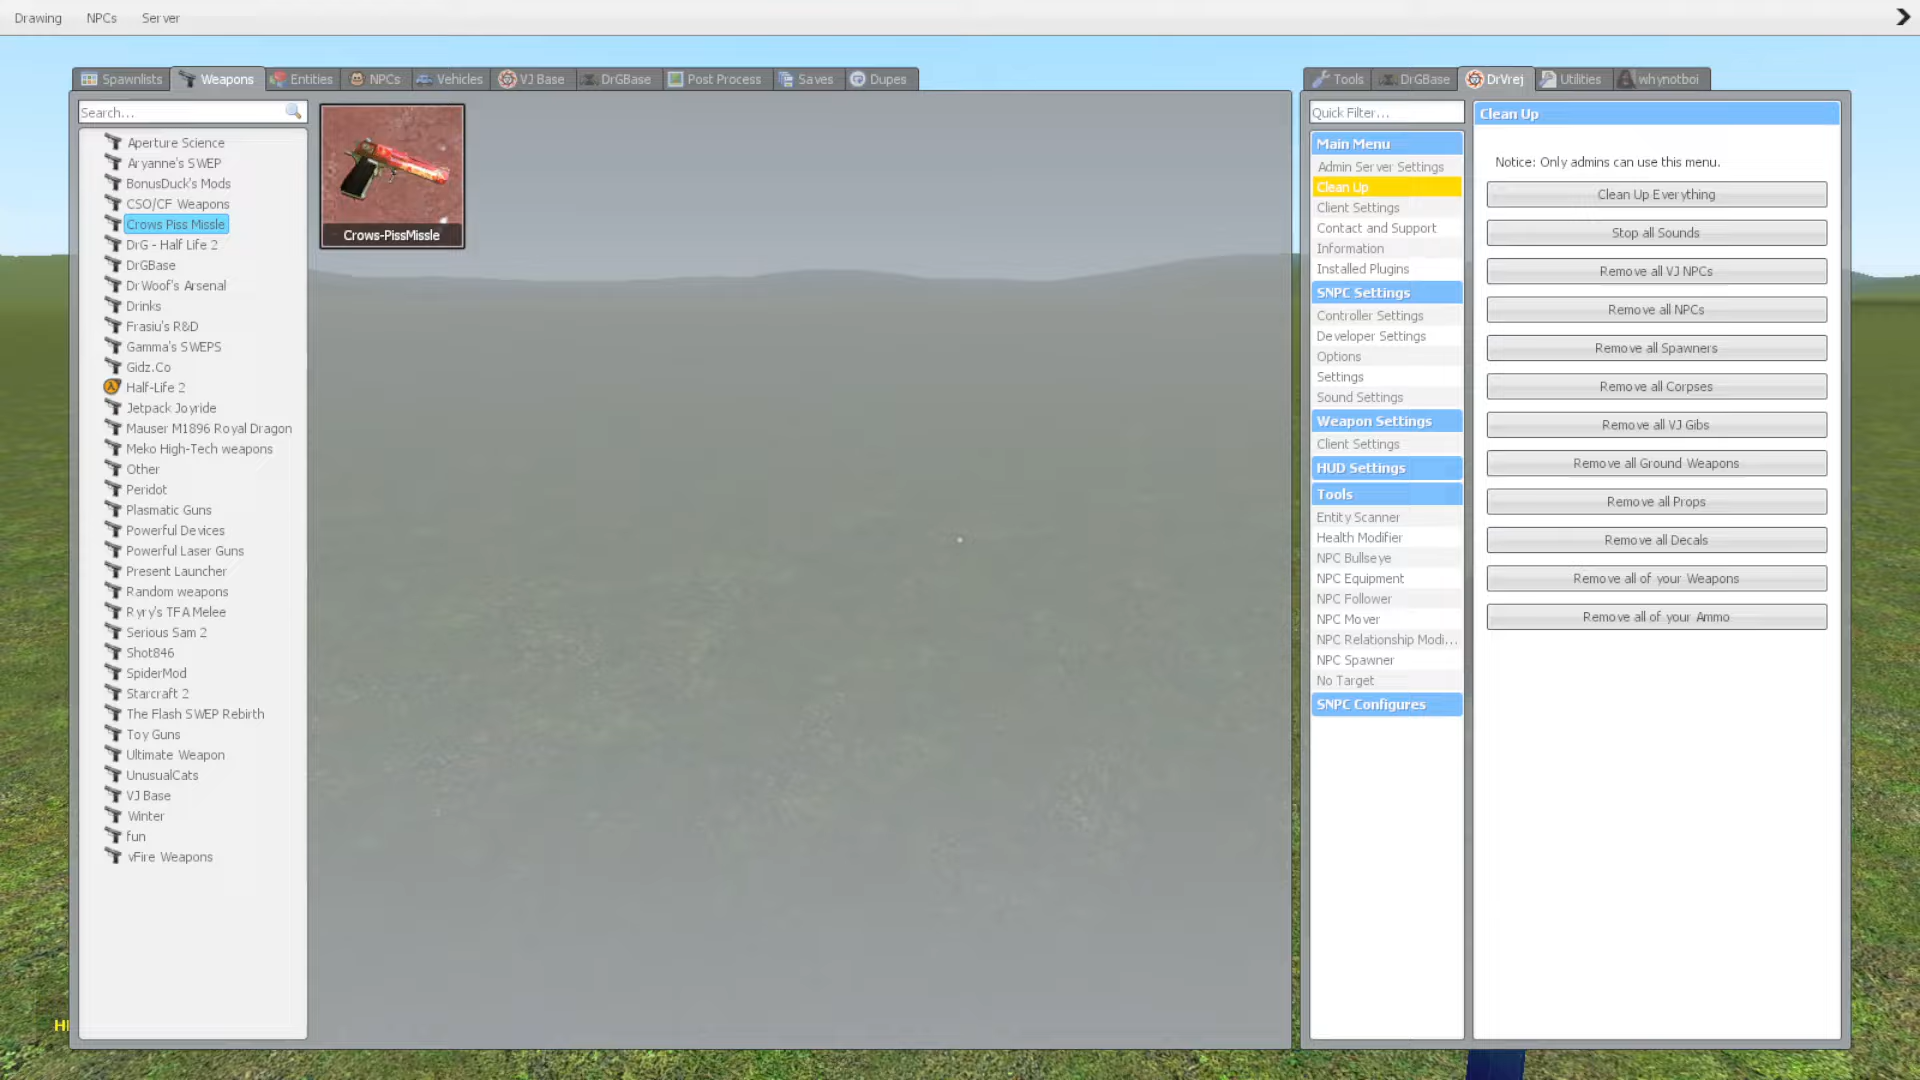 Drawing NPCs Server
Spawnlists Weapons Entities NPCs Vehicles VJ Base DrGBase Post Process Saves Dupes
Search...
Aperture Science
Aryanne's SWEP
BonusDuck's Mods
CSO/CF Weapons
Crows Piss Missle
DrG - Half Life 2
DrGBase
DrWoof's Arsenal
Drinks
Frasiu's R&D
Gamma's SWEPS
Gidz.Co
Half-Life 2
Jetpack Joyride
Mauser M1896 Royal Dragon
Meko High-Tech weapons
Other
Peridot
Plasmatic Guns
Powerful Devices
Powerful Laser Guns
Present Launcher
Random weapons
Ryry's TFA Melee
Serious Sam 2
Shot846
SpiderMod
Starcraft 2
The Flash SWEP Rebirth
Toy Guns
Ultimate Weapon
UnusualCats
VJ Base
Winter
fun
vFire Weapons
Crows-PissMissle
Tools DrGBase DrVrej Utilities whynotboi
Quick Filter...
Main Menu
Admin Server Settings
Clean Up
Client Settings
Contact and Support
Information
Installed Plugins
SNPC Settings
Controller Settings
Developer Settings
Options
Settings
Sound Settings
Weapon Settings
Client Settings
HUD Settings
Tools
Entity Scanner
Health Modifier
NPC Bullseye
NPC Equipment
NPC Follower
NPC Mover
NPC Relationship Modi...
NPC Spawner
No Target
SNPC Configures
Clean Up
Notice: Only admins can use this menu.
Clean Up Everything
Stop all Sounds
Remove all VJ NPCs
Remove all NPCs
Remove all Spawners
Remove all Corpses
Remove all VJ Gibs
Remove all Ground Weapons
Remove all Props
Remove all Decals
Remove all of your Weapons
Remove all of your Ammo